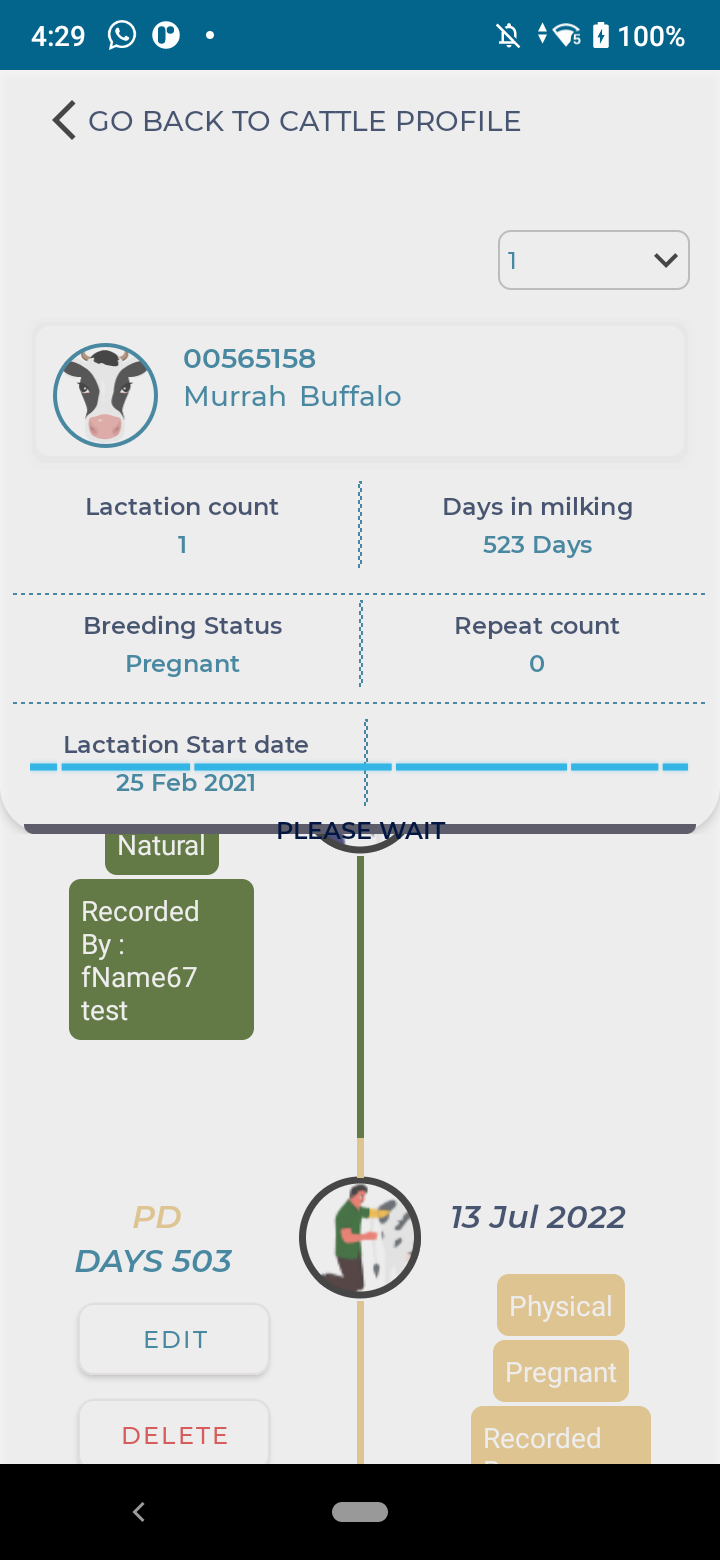 4:29
5
100%
GO BACK TO CATTLE PROFILE
1
00565158
Murrah Buffalo
Lactation count
1
Days in milking
523 Days
Breeding Status
Pregnant
Repeat count
0
Lactation Start date
25 Feb 2021
PLEASE WAIT
Natural
Recorded
By :
fName67
test
PD
DAYS 503
EDIT
DELETE
13 Jul 2022
Physical
Pregnant
Recorded